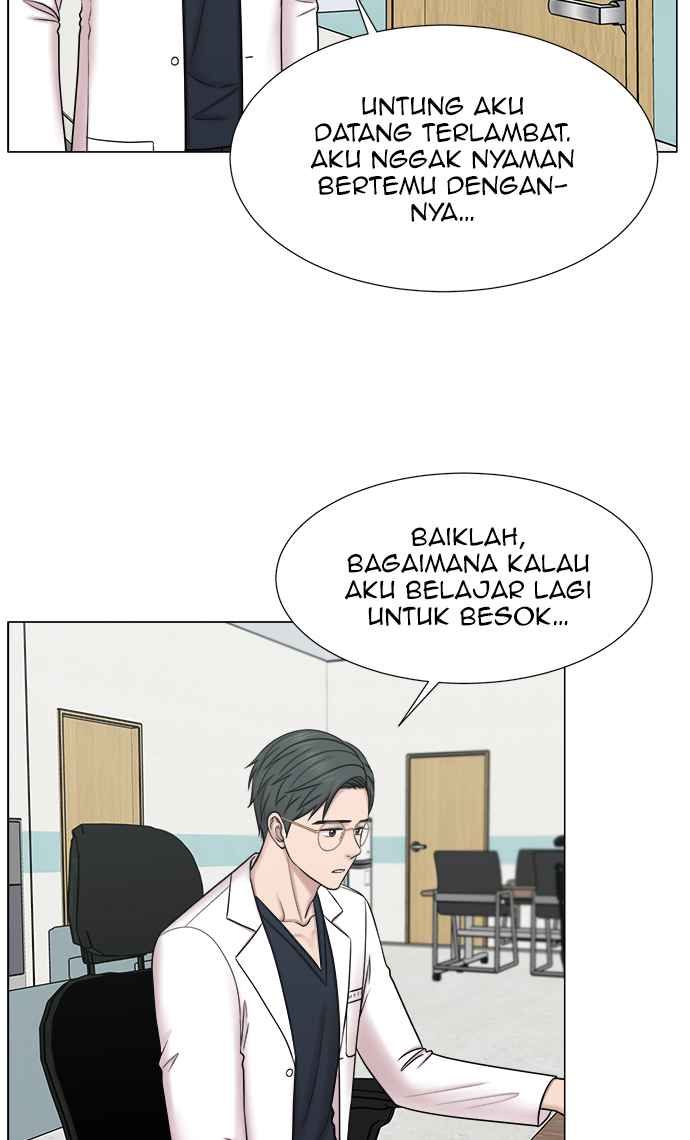 UNTUNG AKU
DATANG TERLAMBAT.
AKU NGGAK NYAMAN
BERTEMU DENGAN-
NYA...
BAIKLAH,
BAGAIMANA KALAU
AKU BELAJAR LAGI
UNTUK BESOK...